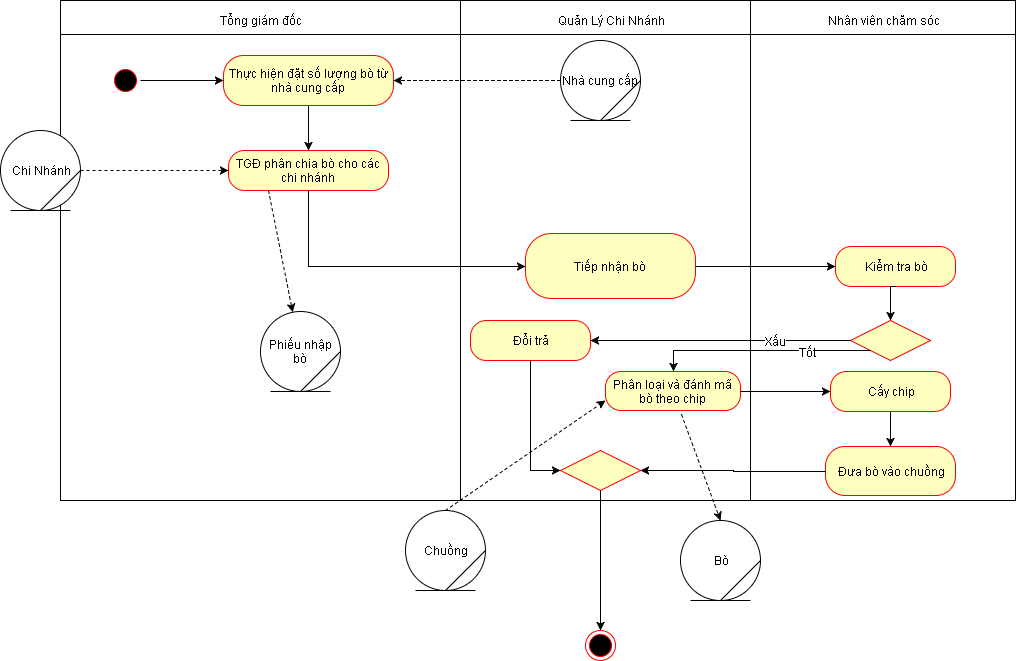 Tổng giám đốc
Quản Lý Chi Nhánh
Nhân viên chăm sóc
Thực hiện đặt số lượng bò từ
nhà cung cấp
Nhà cung cấp
Chi Nhánh
TGĐ phân chia bò cho các
chi nhánh
Tiếp nhận bò
Kiểm tra bò
Phiếu nhập
bò
Đổi trả
Xấu
Tốt
Phân loại và đánh mã
bò theo chip
Cấy chip
Đưa bò vào chuồng
Chuồng
Bò